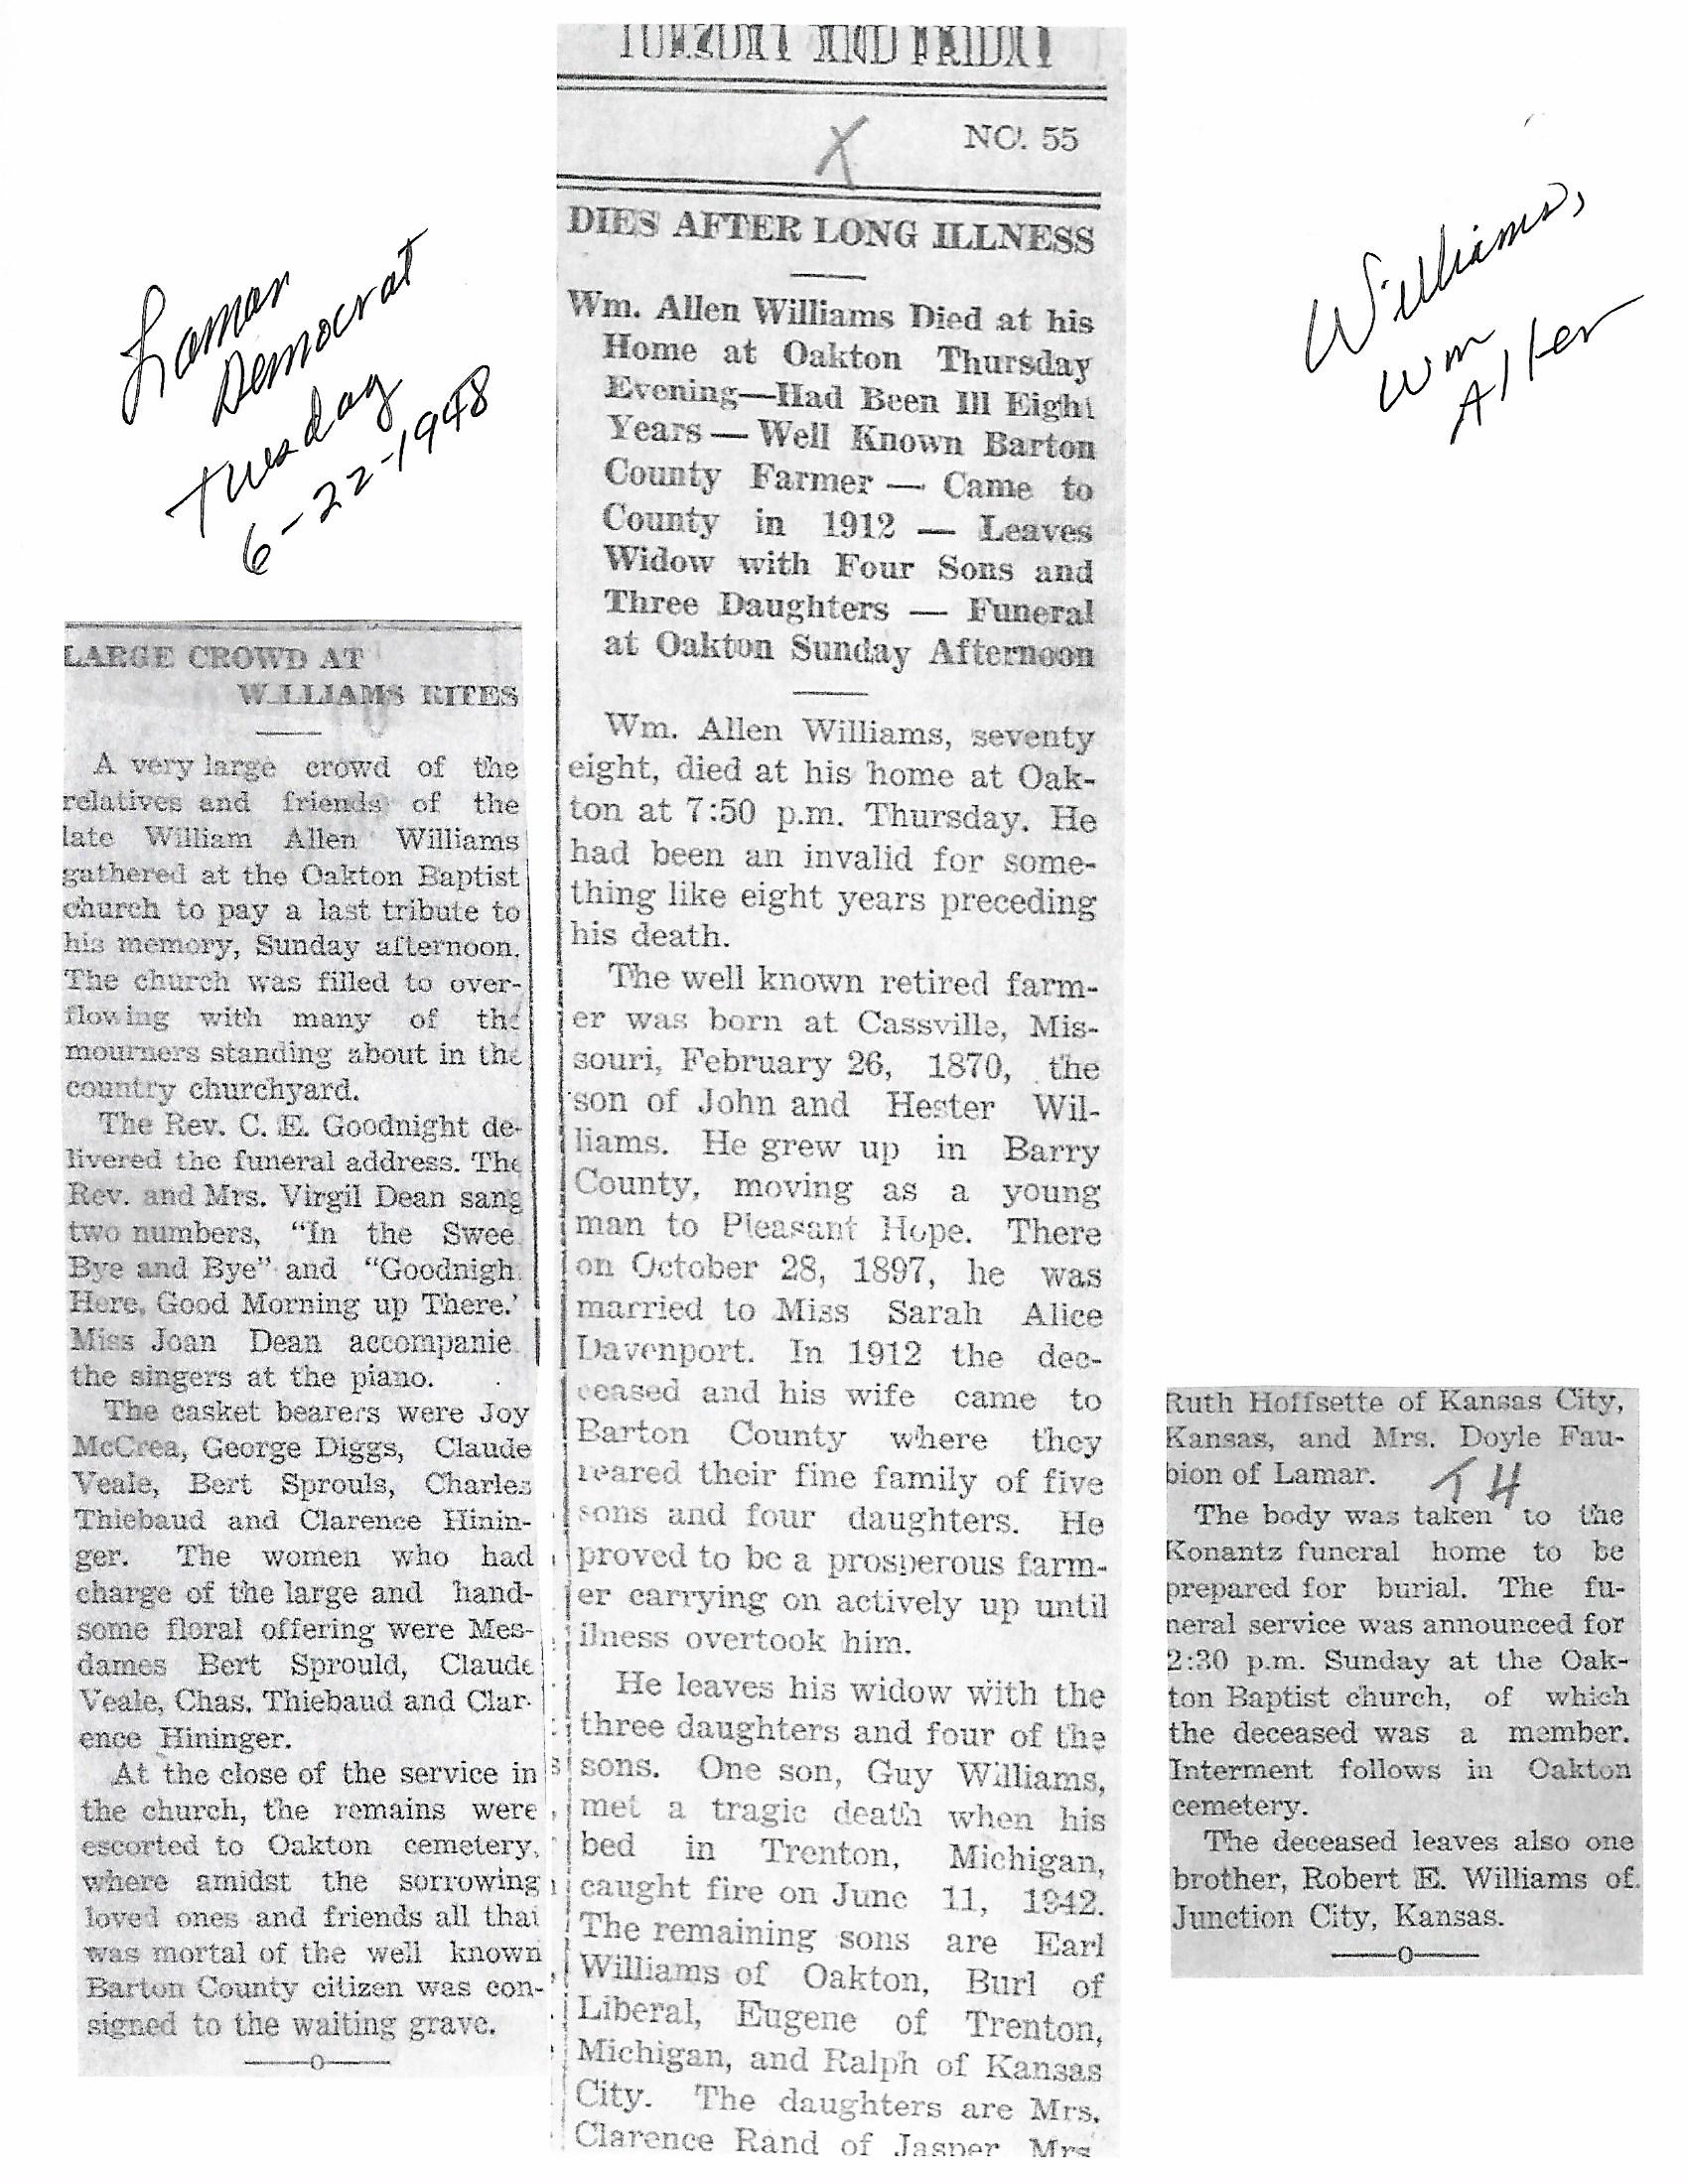 Lamar
Democrat
Tuesday
6-22-1948
Williams,
Wm
Allen
LARGE CROWD AT
WILLIAMS RITES
A very large crowd of the
relatives and friends of the
late William Allen Williams
gathered at the Oakton Baptist
church to pay a last tribute to
his memory, Sunday afternoon.
The church was filled to over-
flowing with many of the
mourners standing about in the
country churchyard.
The Rev. C. E. Goodnight de-
livered the funeral address. The
Rev. and Mrs. Virgil Dean sang
two numbers, "In the Swee
Bye and Bye" and "Goodnigh
Here, Good Morning up There.'
Miss Joan Dean accompanie
the singers at the piano.
The casket bearers were Joy
McCrea, George Diggs, Claude
Veale, Bert Sprouls, Charles
Thiebaud and Clarence Hinin-
ger. The women who had
charge of the large and hand-
some floral offering were Mes-
dames Bert Sprould, Claude
Veale, Chas. Thiebaud and Clar-
ence Hininger.
At the close of the service in
the church, the remains were
escorted to Oakton cemetery,
where amidst the sorrowing
loved ones and friends all that
was mortal of the well known
Barton County citizen was con-
signed to the waiting grave.
—o—
TUESDAY AND FRIDAY
X
NO. 55
DIES AFTER LONG ILLNESS
Wm. Allen Williams Died at his
Home at Oakton Thursday
Evening—Had Been Ill Eight
Years — Well Known Barton
County Farmer — Came to
County in 1912 — Leaves
Widow with Four Sons and
Three Daughters — Funeral
at Oakton Sunday Afternoon
Wm. Allen Williams, seventy
eight, died at his home at Oak-
ton at 7:50 p.m. Thursday. He
had been an invalid for some-
thing like eight years preceding
his death.
The well known retired farm-
er was born at Cassville, Mis-
souri, February 26, 1870, the
son of John and Hester Wil-
liams. He grew up in Barry
County, moving as a young
man to Pleasant Hope. There
on October 28, 1897, he was
married to Miss Sarah Alice
Davenport. In 1912 the dec-
ceased and his wife came to
Barton County where they
reared their fine family of five
sons and four daughters. He
proved to be a prosperous farm-
er carrying on actively up until
ilness overtook him.
He leaves his widow with the
three daughters and four of the
sons. One son, Guy Williams,
met a tragic death when his
bed in Trenton, Michigan,
caught fire on June 11, 1942.
The remaining sons are Earl
Williams of Oakton, Burl of
Liberal, Eugene of Trenton,
Michigan, and Ralph of Kansas
City. The daughters are Mrs.
Clarence Rand of Jasper Mrs
Ruth Hoffsette of Kansas City,
Kansas, and Mrs. Doyle Fau-
bion of Lamar.
T H
The body was taken to the
Konantz funeral home to be
prepared for burial. The fu-
neral service was announced for
2:30 p.m. Sunday at the Oak-
ton Baptist church, of which
the deceased was a member.
Interment follows in Oakton
cemetery.
The deceased leaves also one
brother, Robert E. Williams of
Junction City, Kansas.
—o—